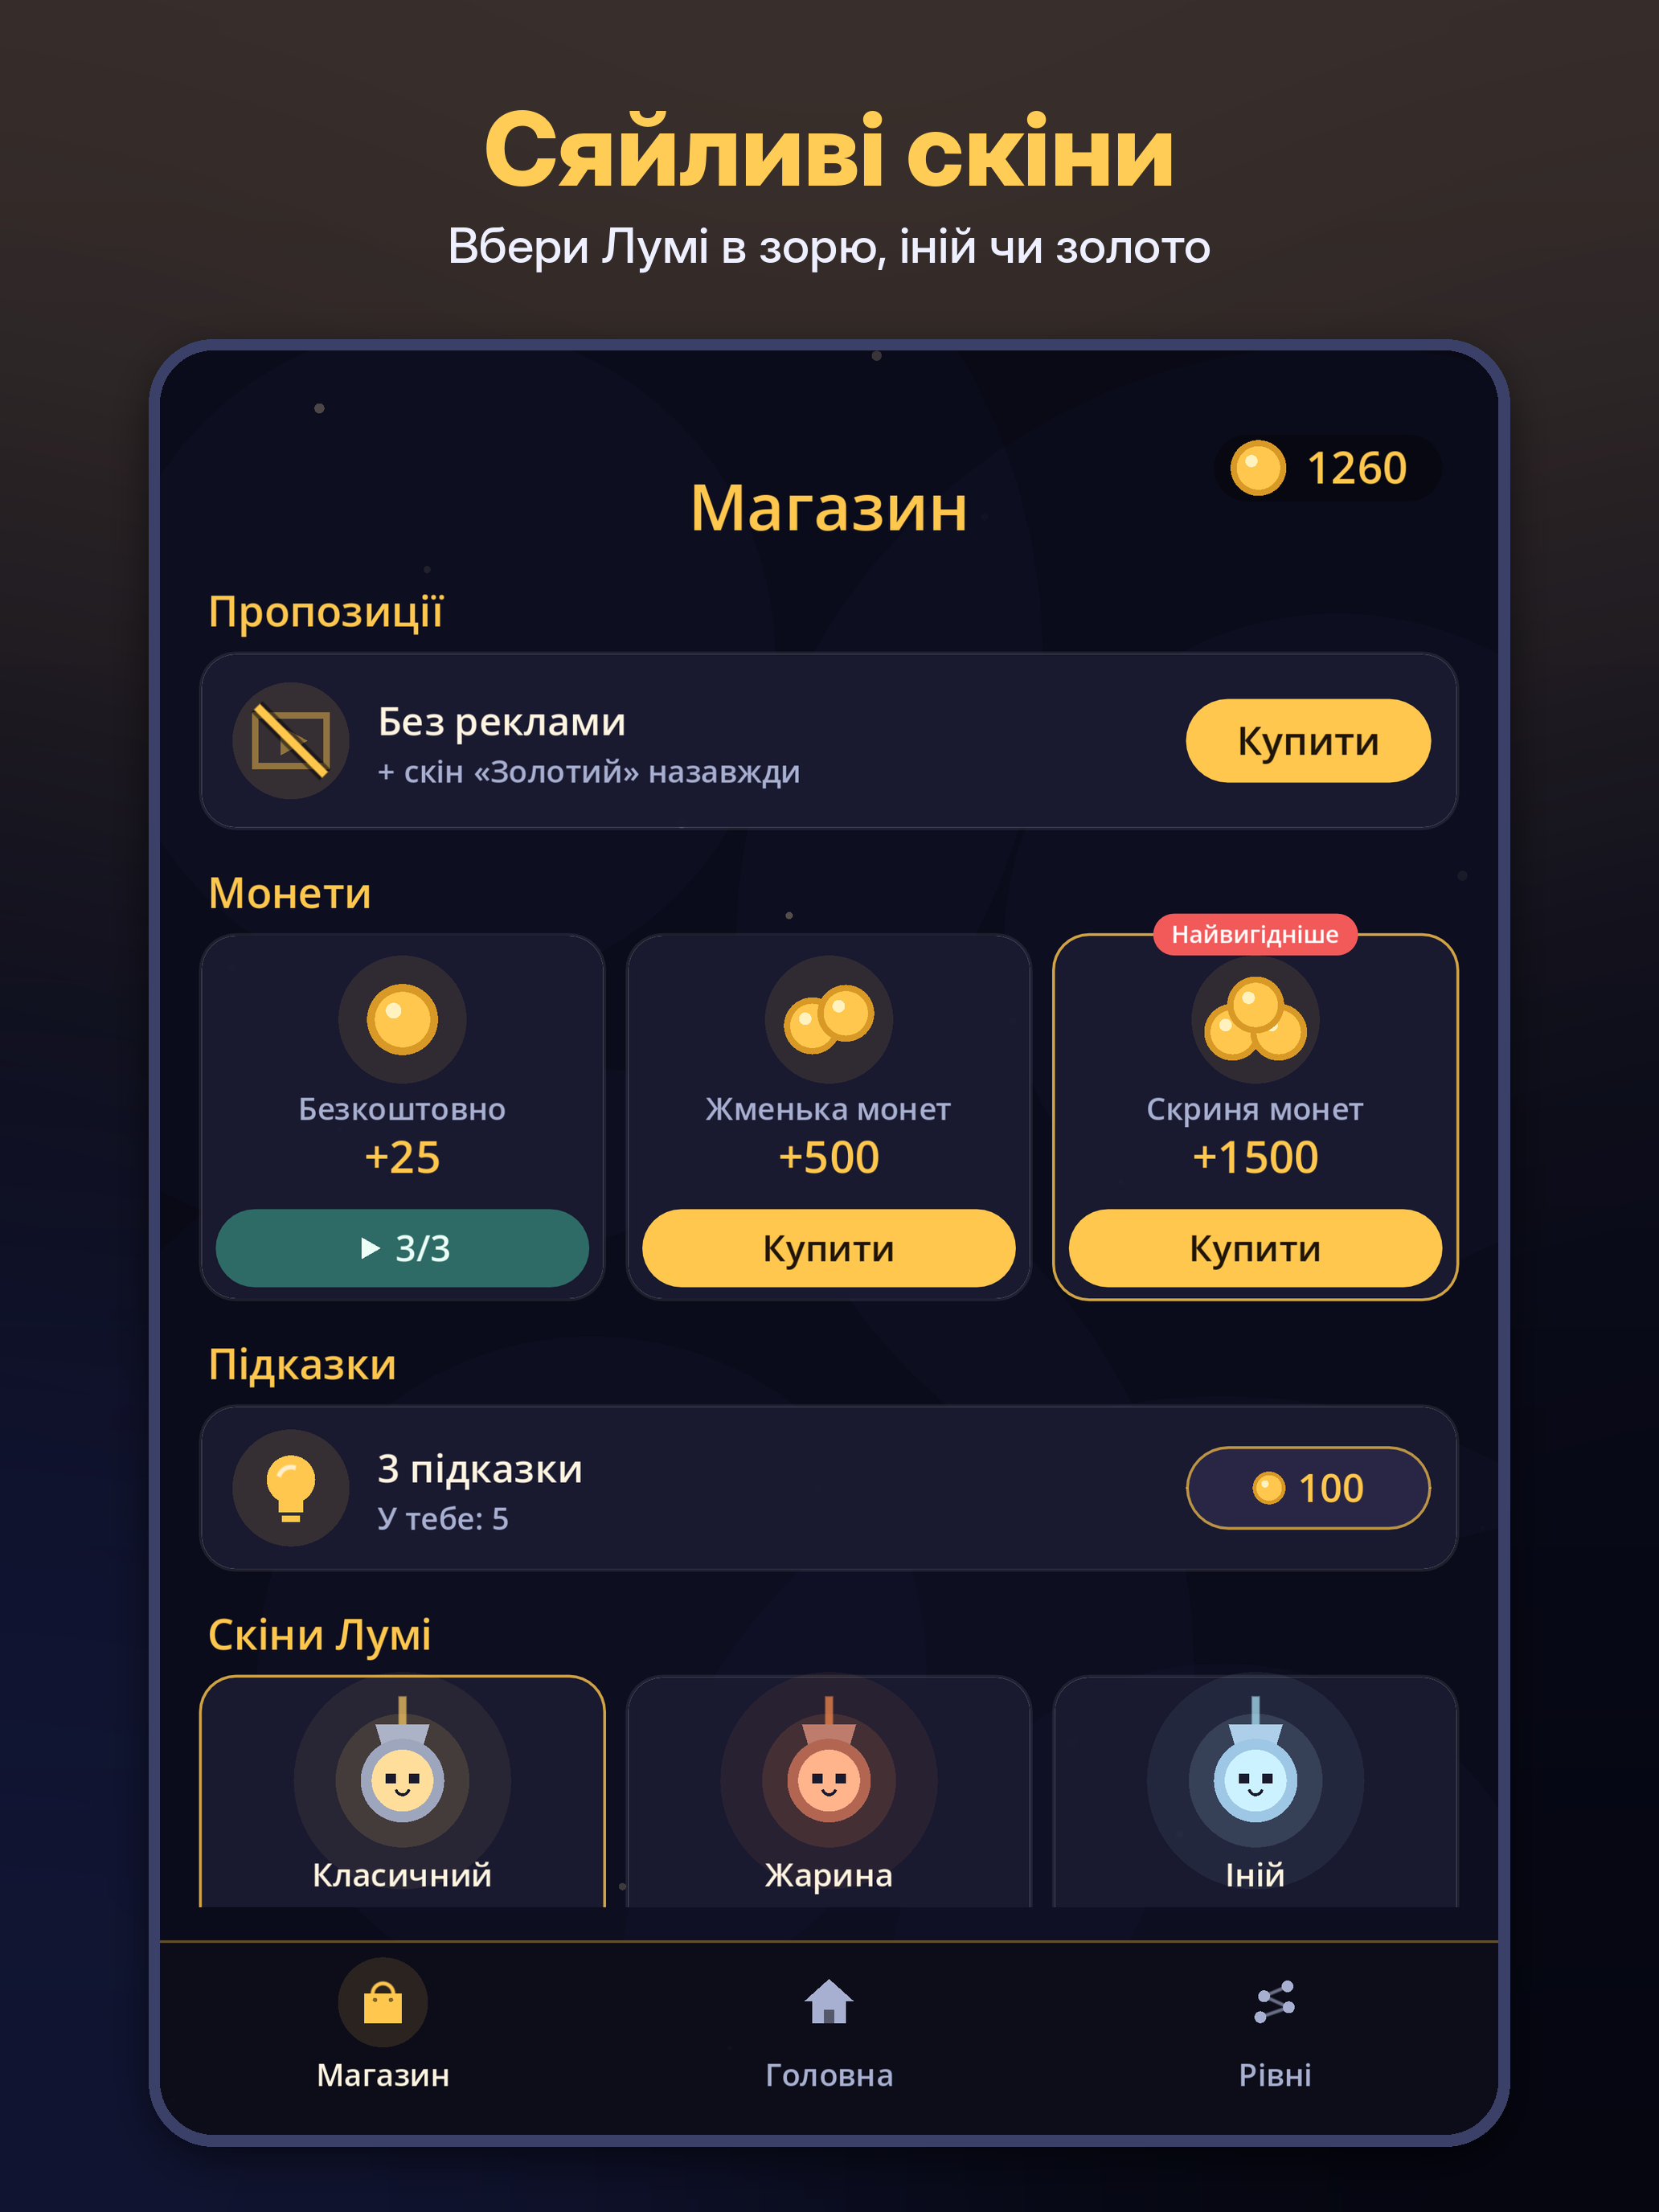 Сяйливі скіни
Вбери Лумі в зорю, іній чи золото
1260
Магазин
Пропозиції
Без реклами
+ скін «Золотий» назавжди
Купити
Монети
Найвигідніше
Безкоштовно
+25
3/3
Жменька монет
+500
Купити
Скриня монет
+1500
Купити
Підказки
3 підказки
У тебе: 5
100
Скіни Лумі
Класичний
Жарина
Іній
Магазин
Головна
Рівні